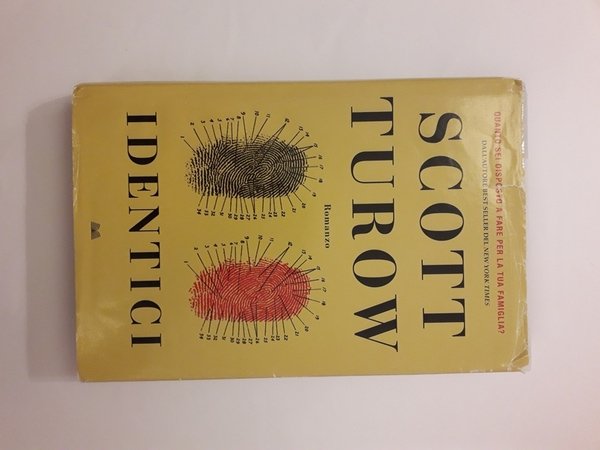 QUANTO SEI DISPOSTO A FARE PER LA TUA FAMIGLIA?
DALL'AUTORE BEST SELLER DEL NEW YORK TIMES
SCOTT
TUROW
Romanzo
IDENTICI